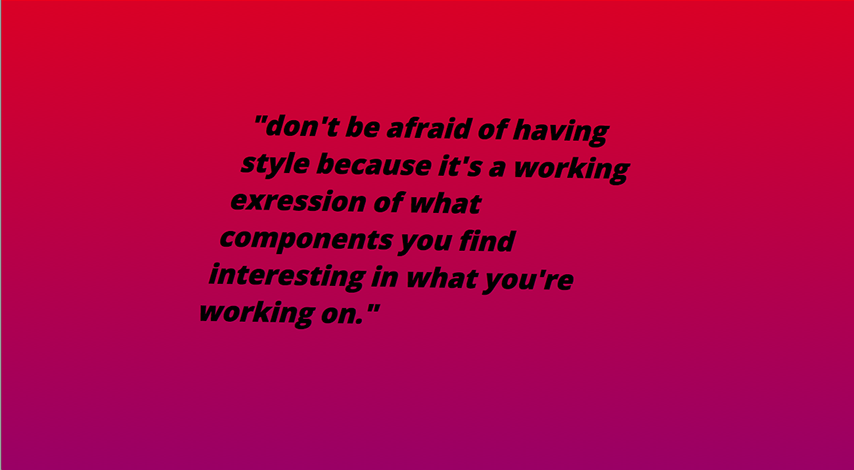 "don't be afraid of having
style because it's a working
exression of what
components you find
interesting in what you're
working on."